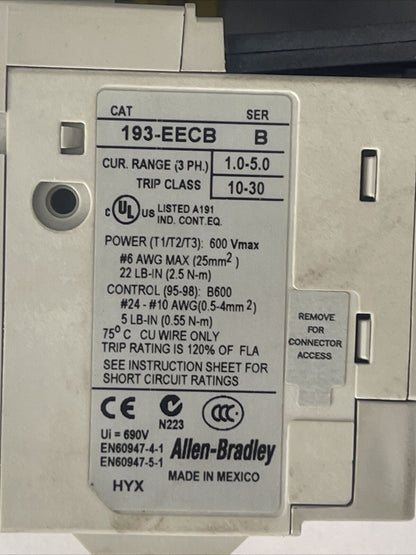 CAT SER
193-EECB B
CUR. RANGE (3 PH.) 1.0-5.0
TRIP CLASS 10-30
c UL US LISTED A191
IND. CONT.EQ.
POWER (T1/T2/T3): 600 Vmax
#6 AWG MAX (25mm²)
22 LB-IN (2.5 N-m)
CONTROL (95-98): B600
#24 - #10 AWG(0.5-4mm²)
5 LB-IN (0.55 N-m)
75° C CU WIRE ONLY
TRIP RATING IS 120% OF FLA
SEE INSTRUCTION SHEET FOR
SHORT CIRCUIT RATINGS
REMOVE
FOR
CONNECTOR
ACCESS
CE CCC
N223
Ui = 690V
EN60947-4-1 Allen-Bradley
EN60947-5-1
MADE IN MEXICO
HYX